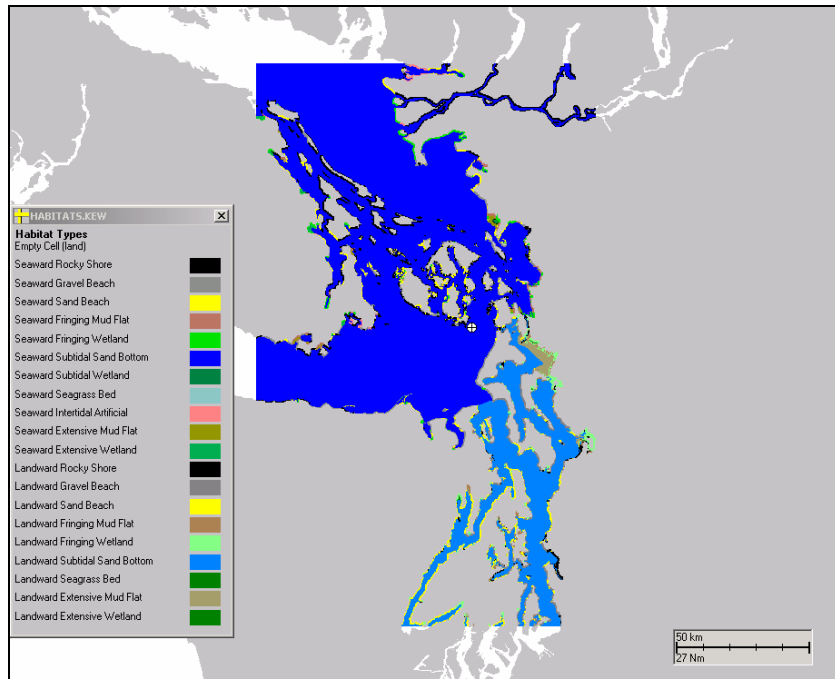 HABITATS.KEW
Habitat Types
Empty Cell (land)
Seaward Rocky Shore
Seaward Gravel Beach
Seaward Sand Beach
Seaward Fringing Mud Flat
Seaward Fringing Wetland
Seaward Subtidal Sand Bottom
Seaward Subtidal Wetland
Seaward Seagrass Bed
Seaward Intertidal Artificial
Seaward Extensive Mud Flat
Seaward Extensive Wetland
Landward Rocky Shore
Landward Gravel Beach
Landward Sand Beach
Landward Fringing Mud Flat
Landward Fringing Wetland
Landward Subtidal Sand Bottom
Landward Seagrass Bed
Landward Extensive Mud Flat
Landward Extensive Wetland
50 km
27 Nm